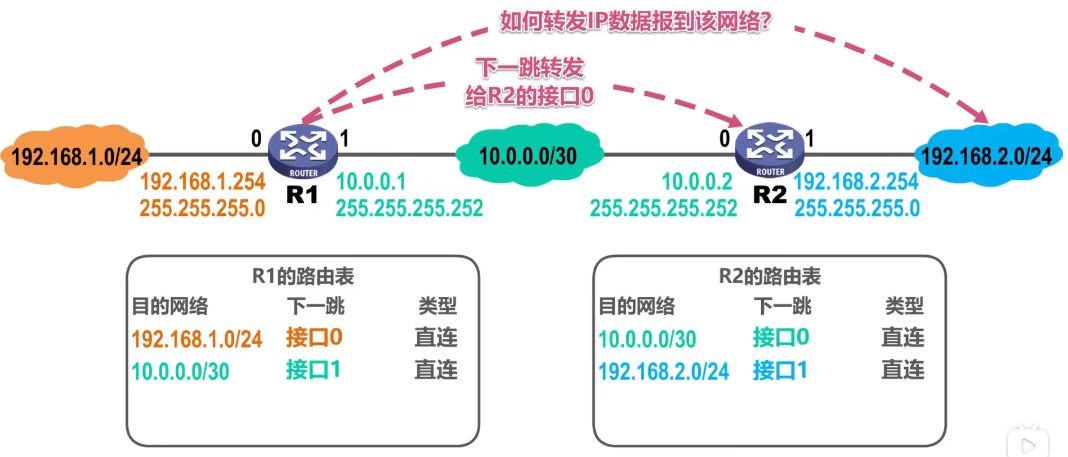 如何转发IP数据报到该网络?
下一跳转发
给R2的接口0
0 1 0 1
192.168.1.0/24 ROUTER 10.0.0.0/30 ROUTER 192.168.2.0/24
192.168.1.254 R1 10.0.0.1 10.0.0.2 R2 192.168.2.254
255.255.255.0 255.255.255.252 255.255.255.252 255.255.255.0
R1的路由表
目的网络 下一跳 类型
192.168.1.0/24 接口0 直连
10.0.0.0/30 接口1 直连
R2的路由表
目的网络 下一跳 类型
10.0.0.0/30 接口0 直连
192.168.2.0/24 接口1 直连